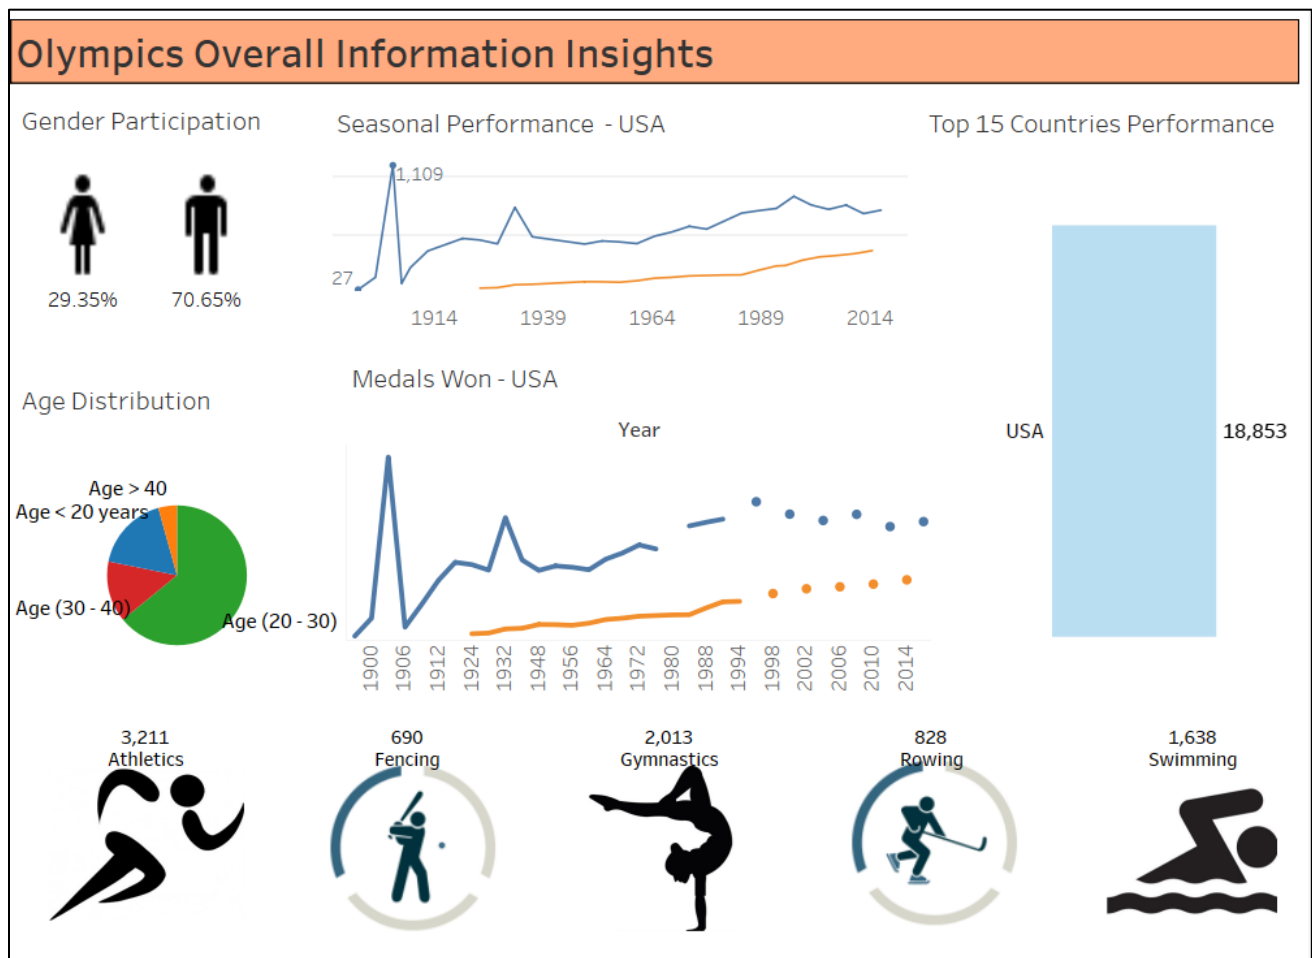 Olympics Overall Information Insights
Gender Participation
29.35%
70.65%
Seasonal Performance - USA
1,109
27
1914
1939
1964
1989
2014
Top 15 Countries Performance
USA
18,853
Age Distribution
Age > 40
Age < 20 years
Age (30 - 40)
Age (20 - 30)
Medals Won - USA
Year
1900
1906
1912
1924
1932
1948
1956
1964
1972
1980
1988
1994
1998
2002
2006
2010
2014
3,211
Athletics
690
Fencing
2,013
Gymnastics
828
Rowing
1,638
Swimming